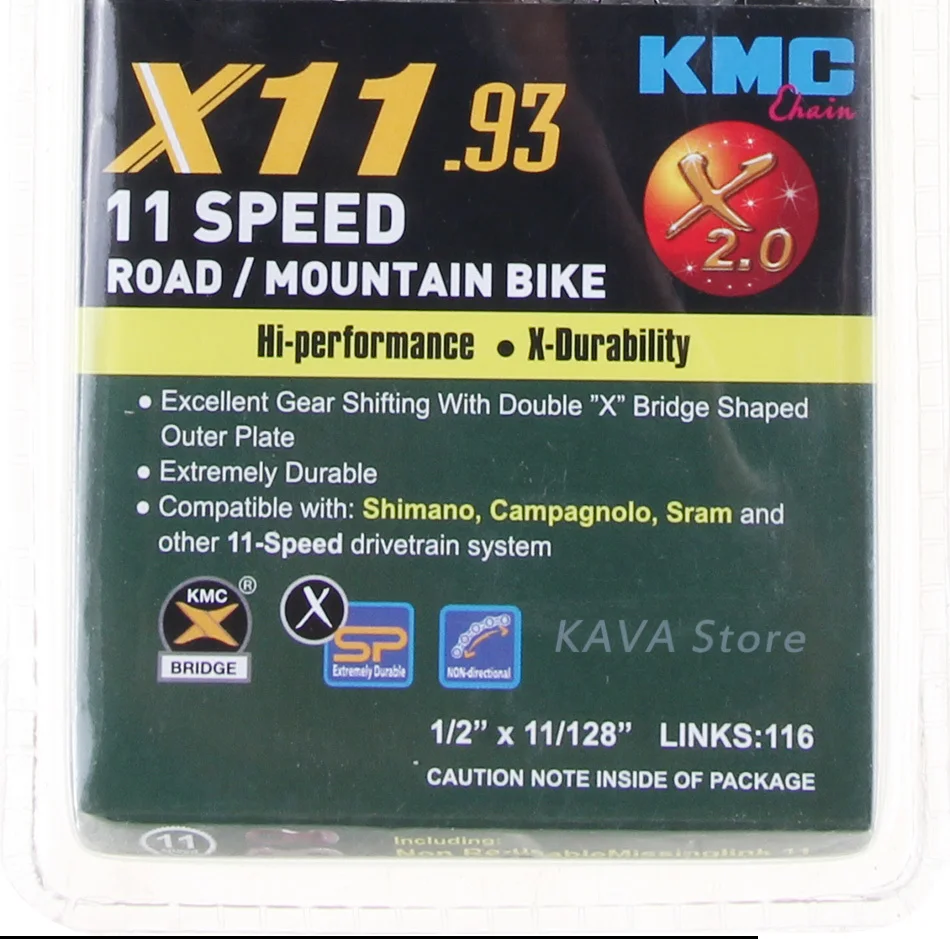 KMC
Chain
X11.93
X
2.0
11 SPEED
ROAD / MOUNTAIN BIKE
Hi-performance ● X-Durability
● Excellent Gear Shifting With Double ”X” Bridge Shaped
Outer Plate
● Extremely Durable
● Compatible with: Shimano, Campagnolo, Sram and
other 11-Speed drivetrain system
KMC ®
X
BRIDGE
X
SP
Extremely Durable
NON-directional
KAVA Store
1/2” x 11/128” LINKS:116
CAUTION NOTE INSIDE OF PACKAGE
11
Including: